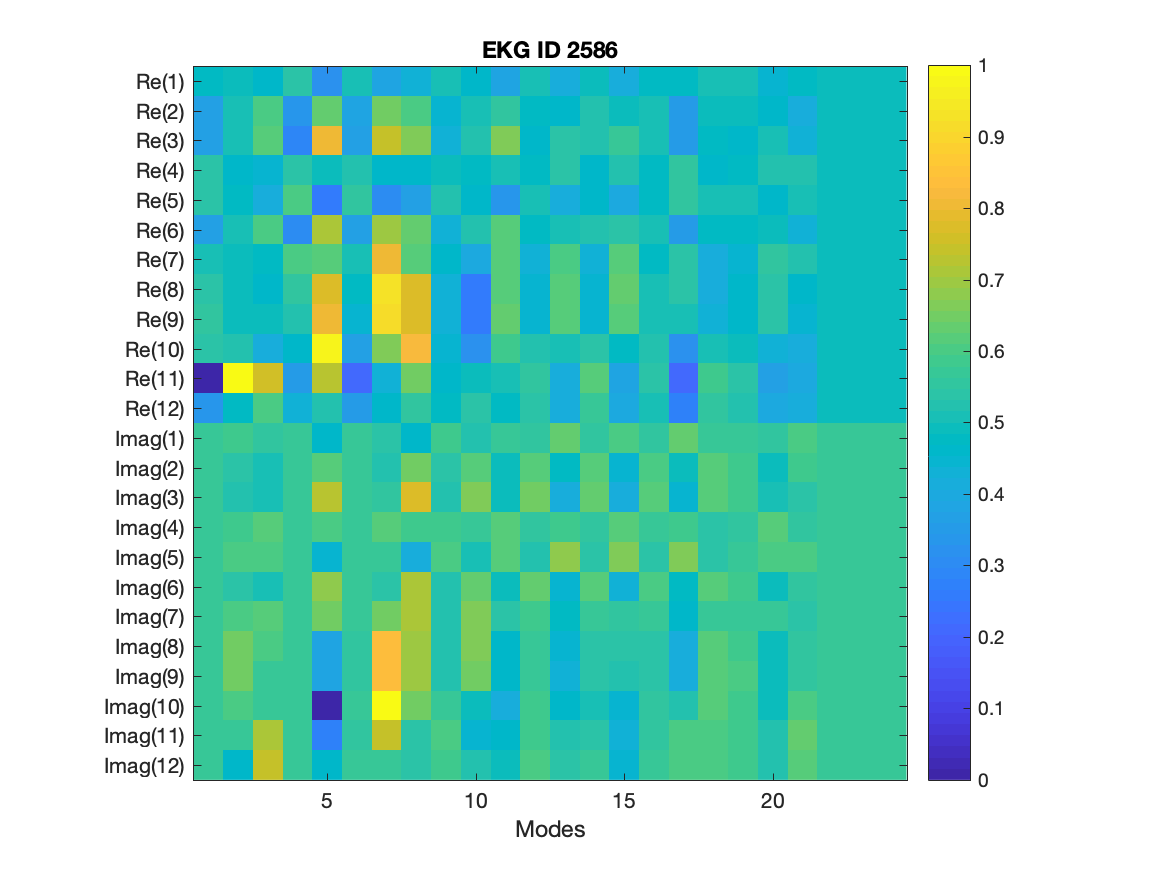 EKG ID 2586
Re(1)
Re(2)
Re(3)
Re(4)
Re(5)
Re(6)
Re(7)
Re(8)
Re(9)
Re(10)
Re(11)
Re(12)
Imag(1)
Imag(2)
Imag(3)
Imag(4)
Imag(5)
Imag(6)
Imag(7)
Imag(8)
Imag(9)
Imag(10)
Imag(11)
Imag(12)
5 10 15 20
Modes
1
0.9
0.8
0.7
0.6
0.5
0.4
0.3
0.2
0.1
0